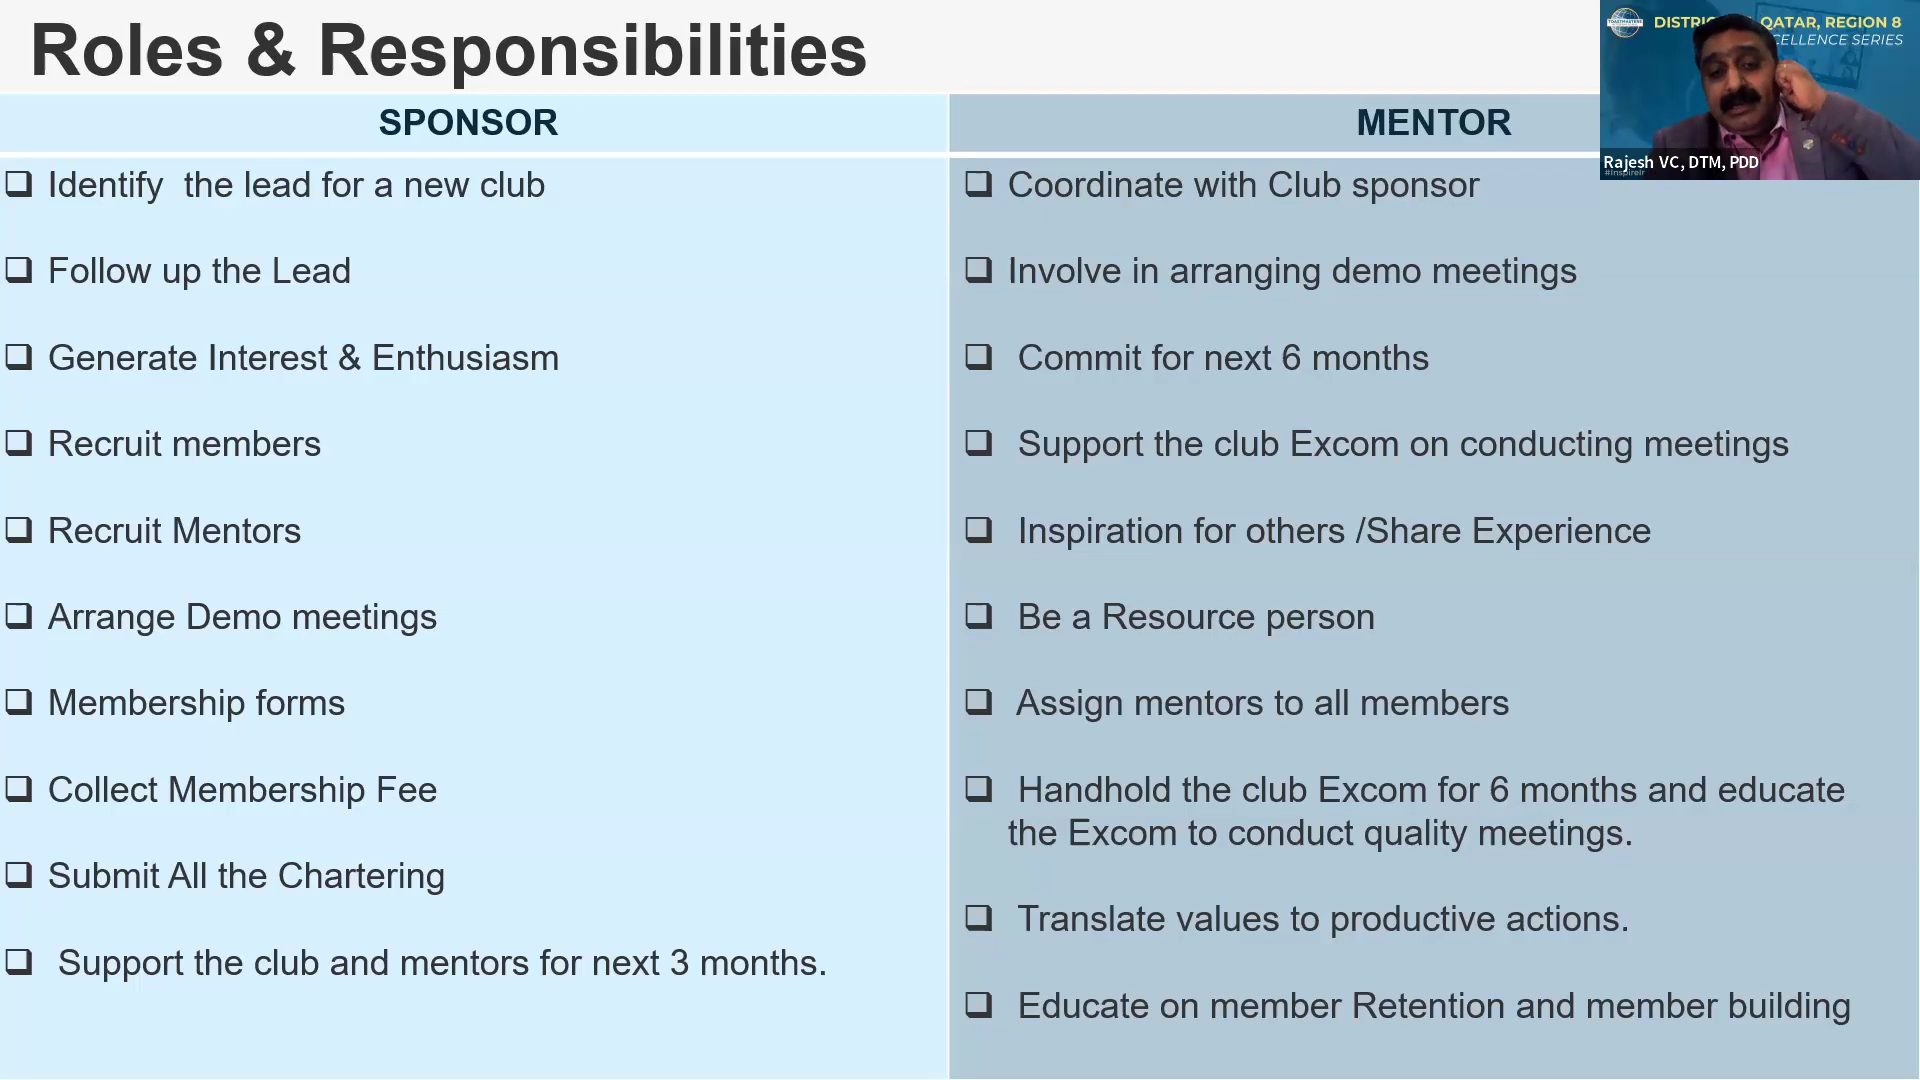 Roles & Responsibilities
DISTRI QATAR, REGION 8
CELLENCE SERIES
TOASTMASTERS
Rajesh VC, DTM, PDD
SPONSOR
Identify the lead for a new club
Follow up the Lead
Generate Interest & Enthusiasm
Recruit members
Recruit Mentors
Arrange Demo meetings
Membership forms
Collect Membership Fee
Submit All the Chartering
Support the club and mentors for next 3 months.
MENTOR
Coordinate with Club sponsor
Involve in arranging demo meetings
Commit for next 6 months
Support the club Excom on conducting meetings
Inspiration for others /Share Experience
Be a Resource person
Assign mentors to all members
Handhold the club Excom for 6 months and educate
the Excom to conduct quality meetings.
Translate values to productive actions.
Educate on member Retention and member building